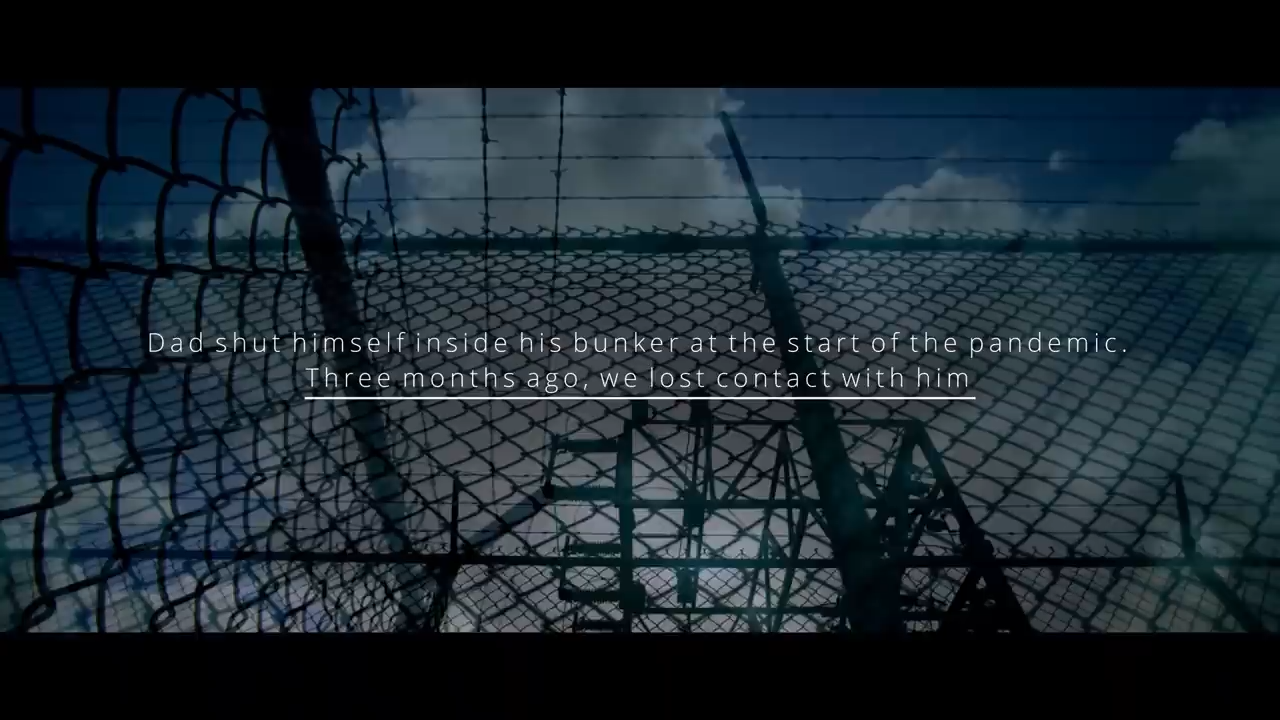 Dad shut himself inside his bunker at the start of the pandemic.
Three months ago, we lost contact with him